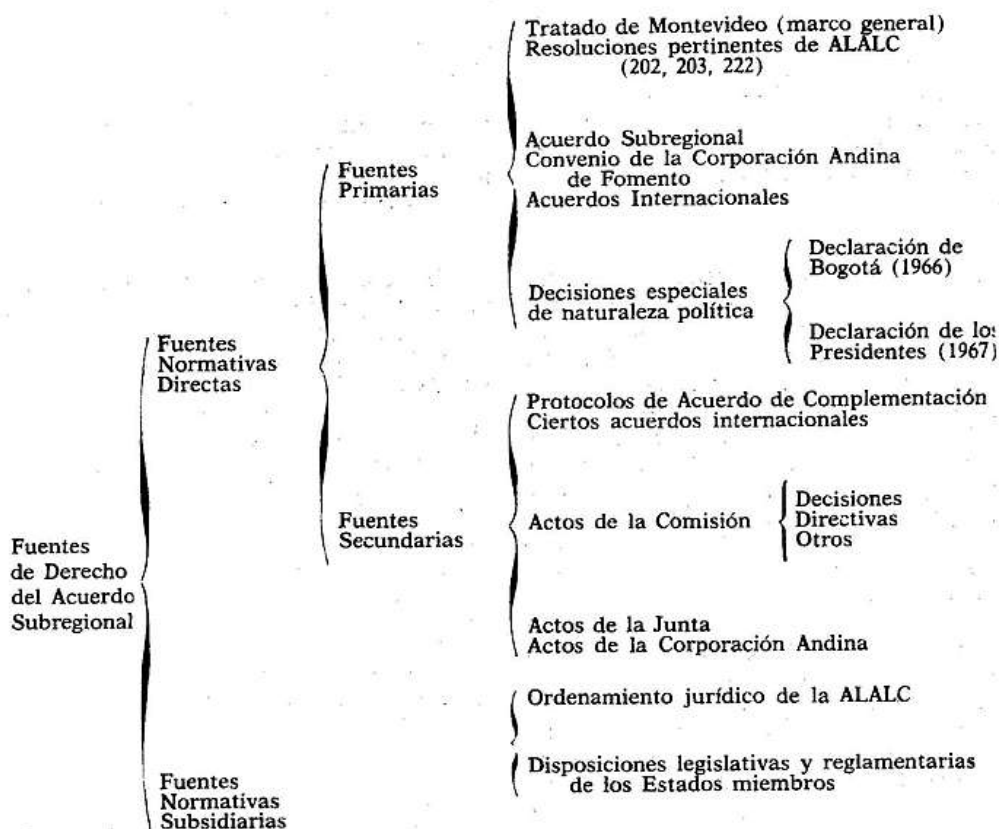 Tratado de Montevideo (marco general)
Resoluciones pertinentes de ALALC
(202, 203, 222)
Acuerdo Subregional
Convenio de la Corporación Andina
de Fomento
Acuerdos Internacionales
Fuentes
Primarias
Decisiones especiales
de naturaleza política
Declaración de
Bogotá (1966)
Declaración de los
Presidentes (1967)
Fuentes
Normativas
Directas
Protocolos de Acuerdo de Complementación
Ciertos acuerdos internacionales
Fuentes
Secundarias
Actos de la Comisión
Decisiones
Directivas
Otros
Actos de la Junta
Actos de la Corporación Andina
Fuentes
de Derecho
del Acuerdo
Subregional
Ordenamiento jurídico de la ALALC
Disposiciones legislativas y reglamentarias
de los Estados miembros
Fuentes
Normativas
Subsidiarias